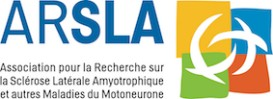 ARSLA
Association pour la Recherche sur
la Sclérose Latérale Amyotrophique
et autres Maladies du Motoneurone